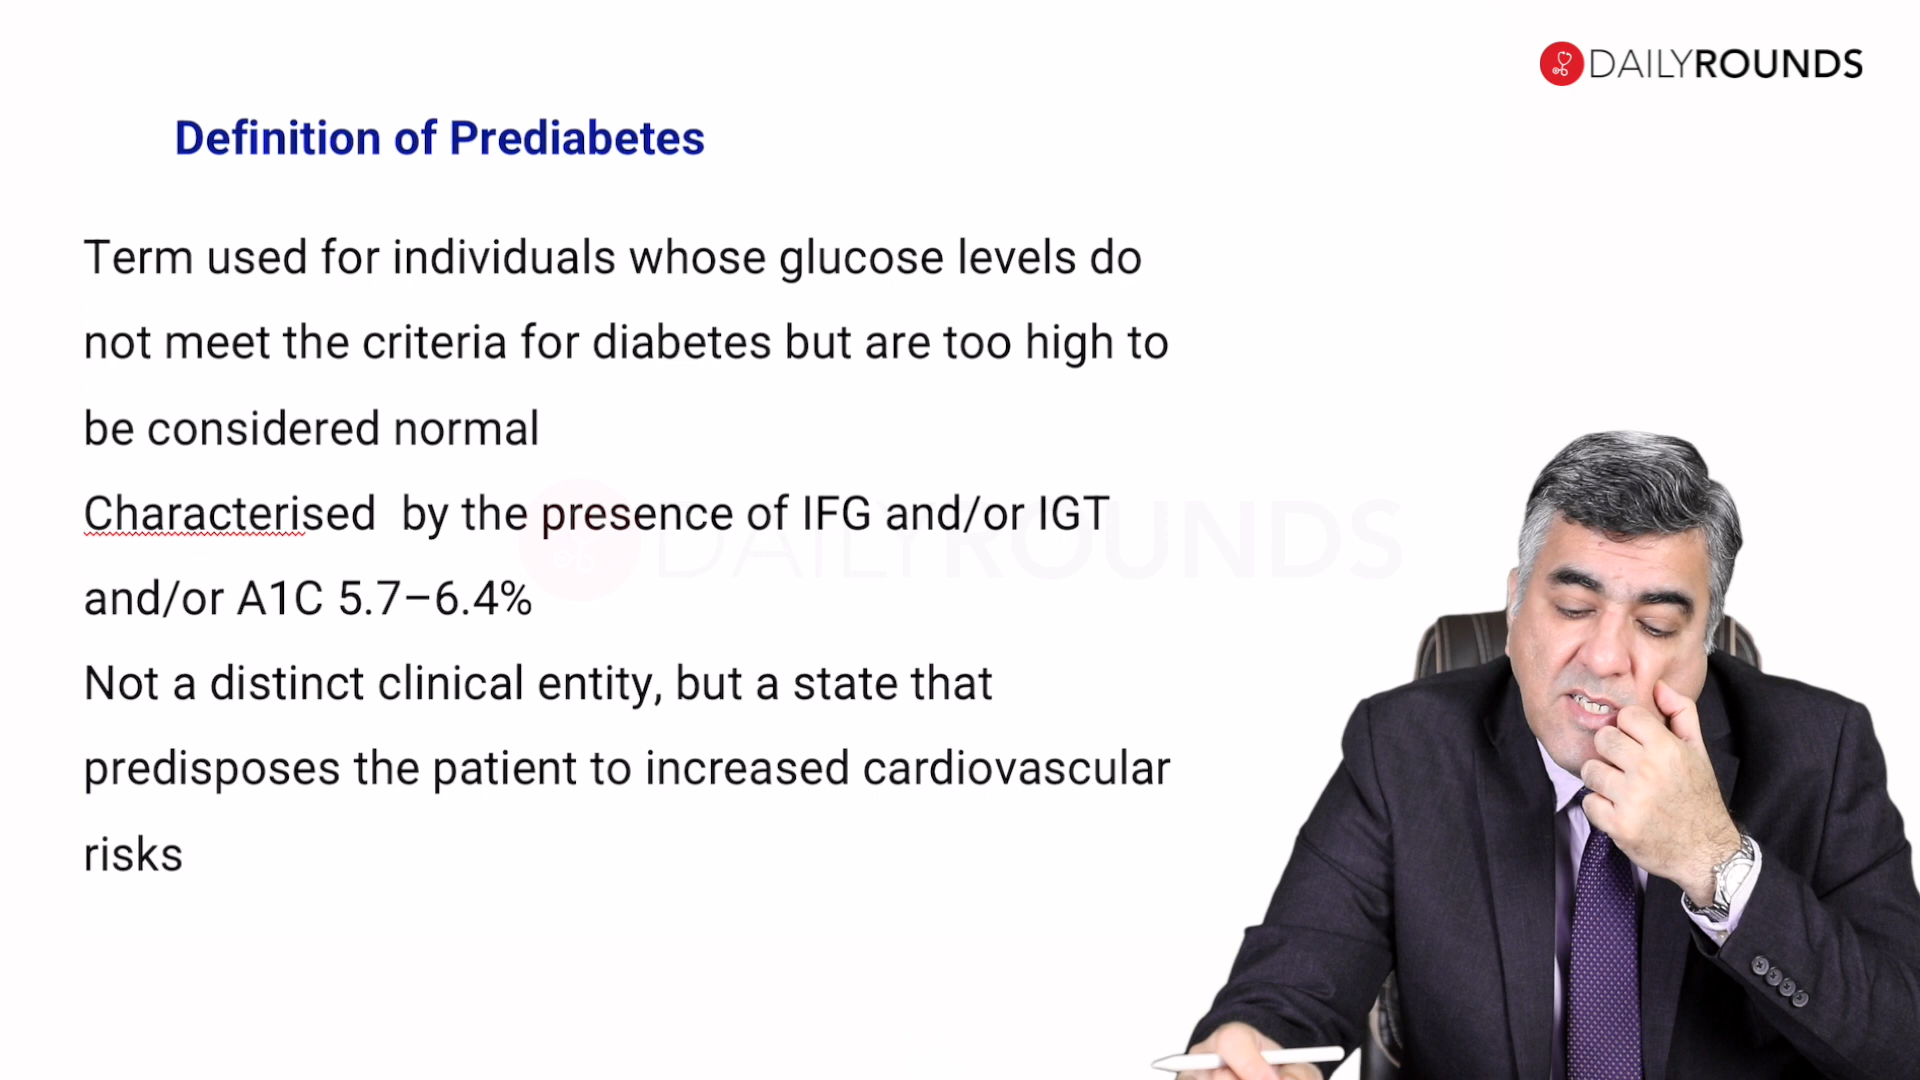 DAILYROUNDS
Definition of Prediabetes
Term used for individuals whose glucose levels do
not meet the criteria for diabetes but are too high to
be considered normal
Characterised by the presence of IFG and/or IGT
and/or A1C 5.7–6.4%
Not a distinct clinical entity, but a state that
predisposes the patient to increased cardiovascular
risks
DAILYROUNDS